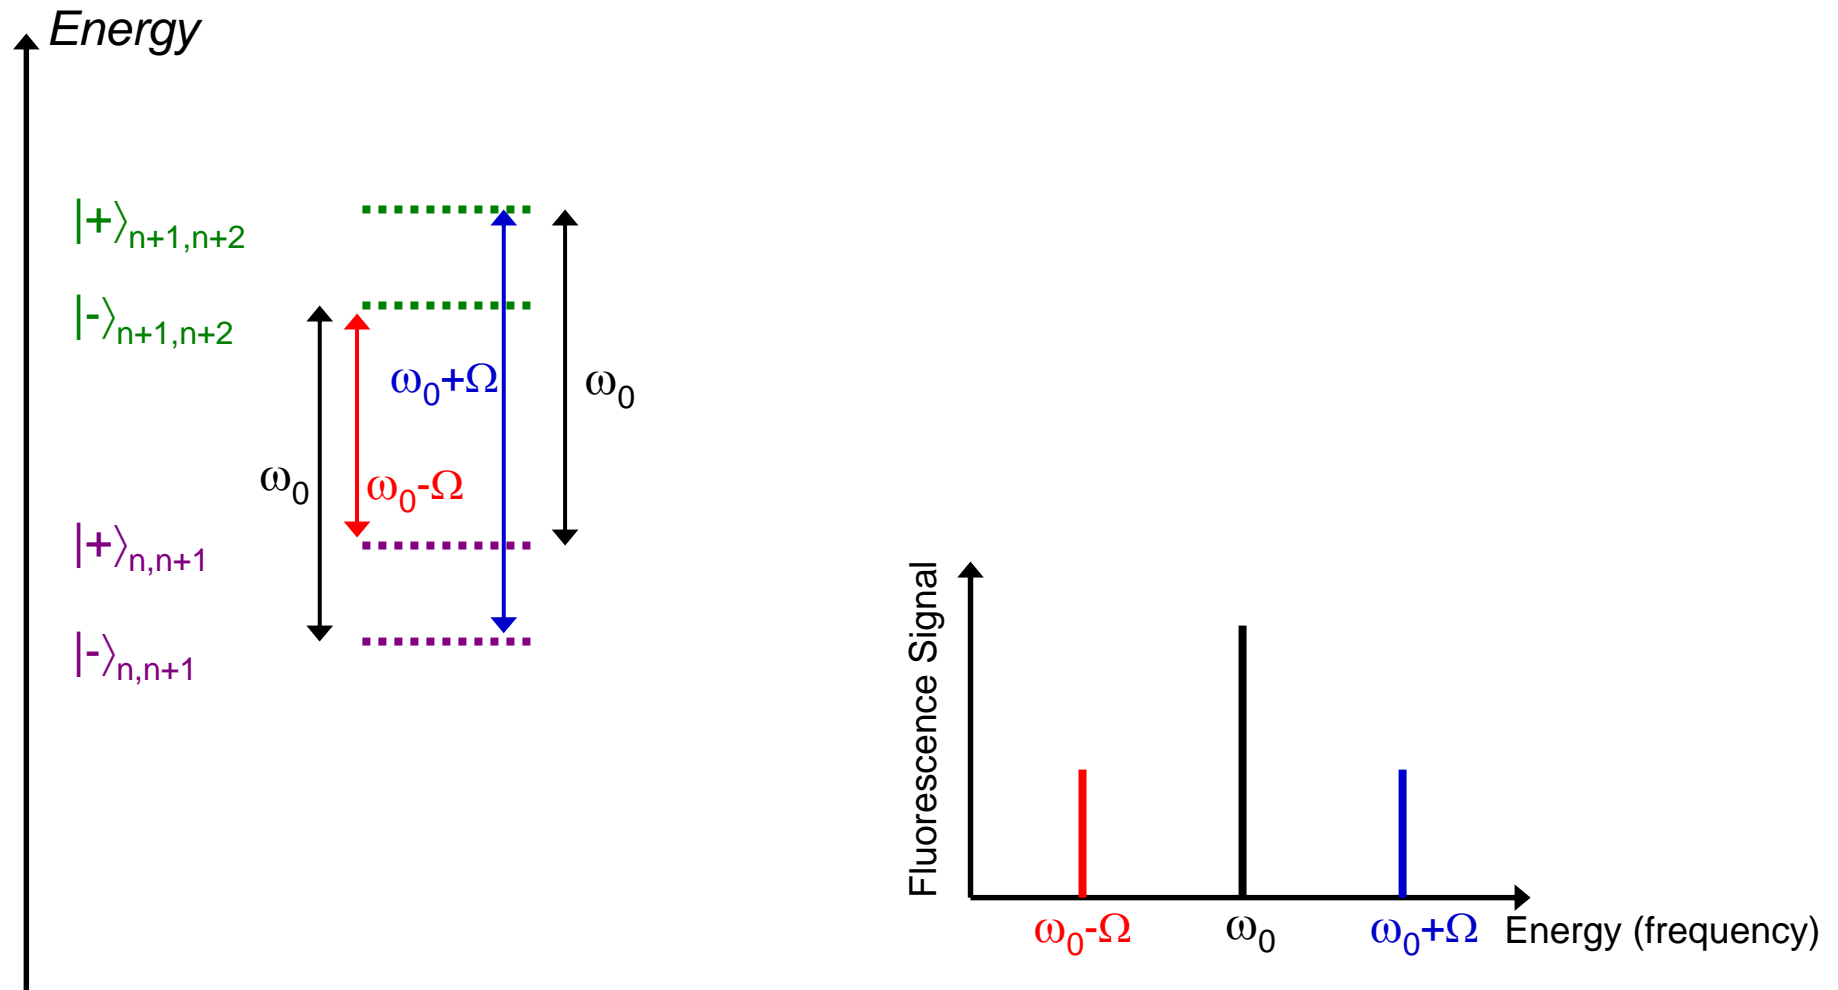 Energy
|+⟩n+1,n+2
|-⟩n+1,n+2
ω0+Ω
ω0
ω0
ω0-Ω
|+⟩n,n+1
|-⟩n,n+1
Fluorescence Signal
ω0-Ω
ω0
ω0+Ω
Energy (frequency)